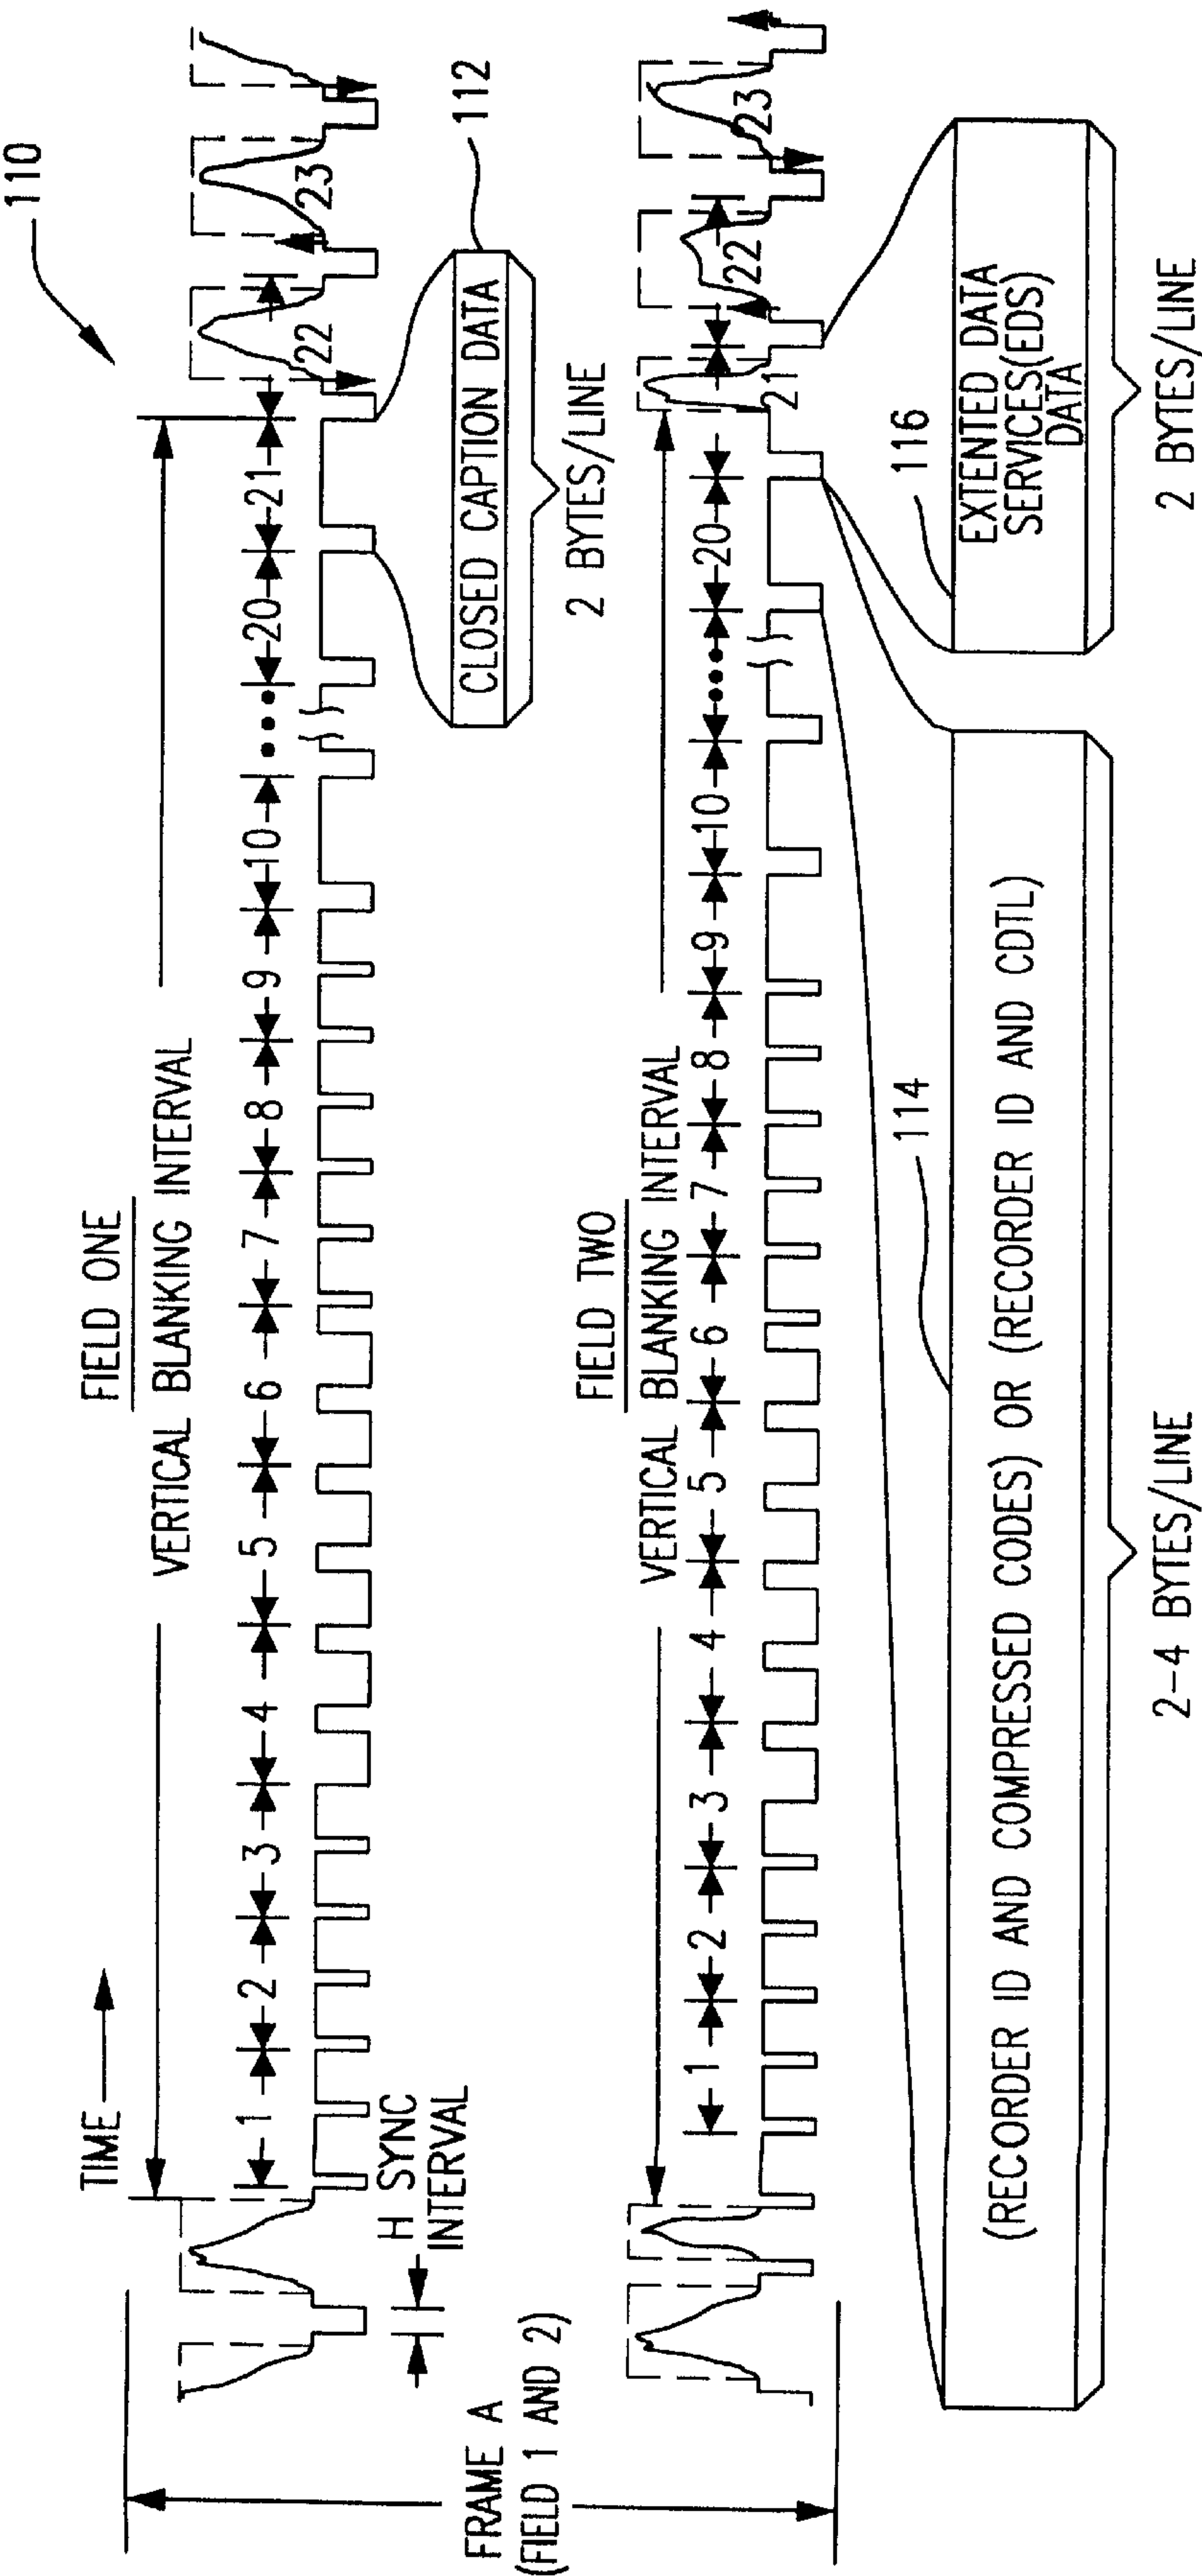 110
FIELD ONE
TIME
VERTICAL BLANKING INTERVAL
1 2 3 4 5 6 7 8 9 10 20 21 22 23
H SYNC
INTERVAL
CLOSED CAPTION DATA
112
2 BYTES/LINE
FRAME A
(FIELD 1 AND 2)
FIELD TWO
VERTICAL BLANKING INTERVAL
1 2 3 4 5 6 7 8 9 10 20 21 22 23
114
(RECORDER ID AND COMPRESSED CODES) OR (RECORDER ID AND CDTL)
2-4 BYTES/LINE
116
EXTENTED DATA
SERVICES(EDS)
DATA
2 BYTES/LINE